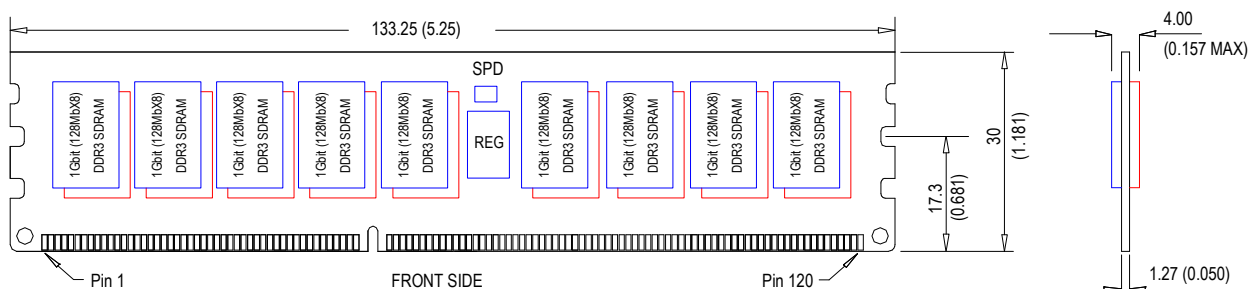 133.25 (5.25)
4.00
(0.157 MAX)
SPD
1Gbit (128MbX8)
DDR3 SDRAM
1Gbit (128MbX8)
DDR3 SDRAM
1Gbit (128MbX8)
DDR3 SDRAM
1Gbit (128MbX8)
DDR3 SDRAM
1Gbit (128MbX8)
DDR3 SDRAM
REG
1Gbit (128MbX8)
DDR3 SDRAM
1Gbit (128MbX8)
DDR3 SDRAM
1Gbit (128MbX8)
DDR3 SDRAM
1Gbit (128MbX8)
DDR3 SDRAM
30
(1.181)
17.3
(0.681)
Pin 1
FRONT SIDE
Pin 120
1.27 (0.050)